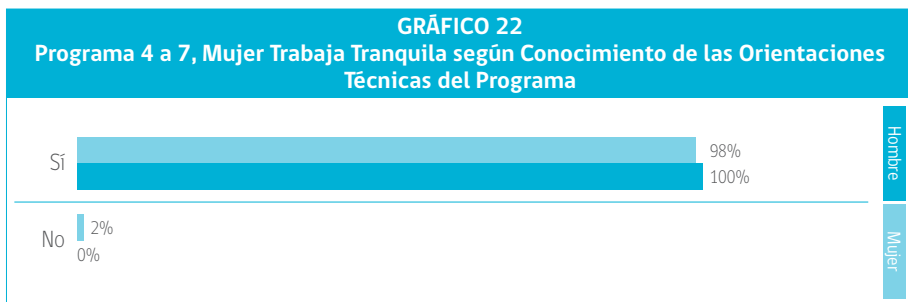 GRÁFICO 22
Programa 4 a 7, Mujer Trabaja Tranquila según Conocimiento de las Orientaciones
Técnicas del Programa
Sí
98%
100%
No
2%
0%
Hombre
Mujer